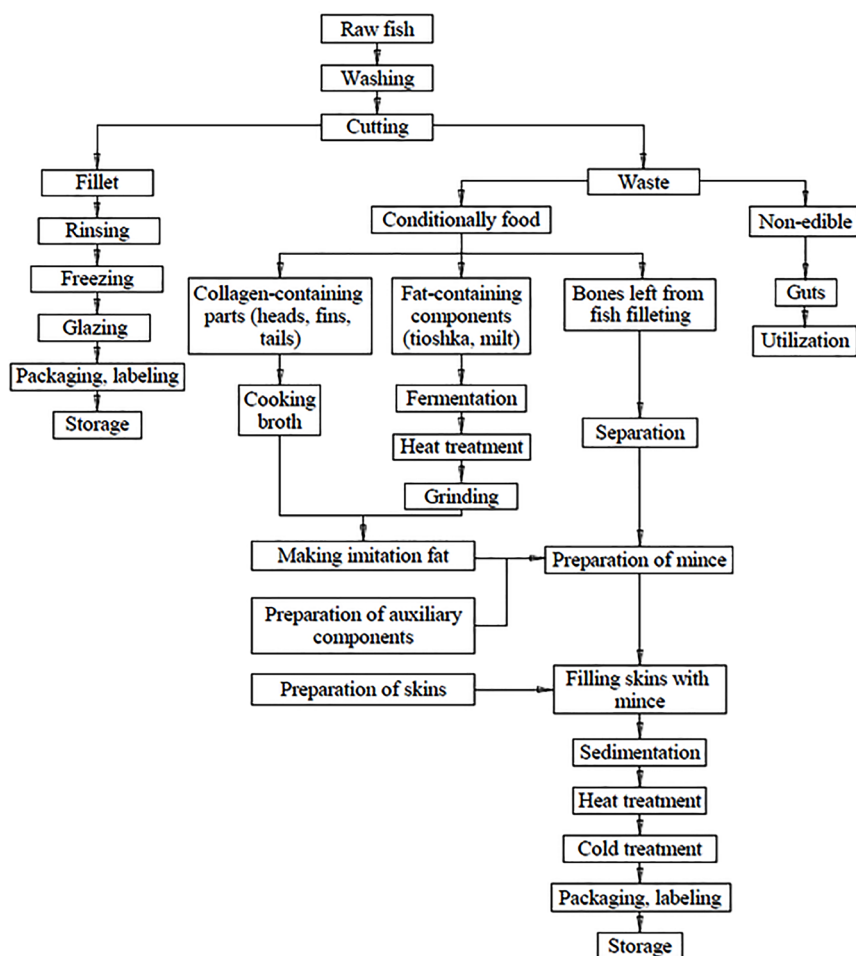 Raw fish
Washing
Cutting
Fillet
Waste
Rinsing
Conditionally food
Non-edible
Freezing
Collagen-containing
parts (heads, fins,
tails)
Fat-containing
components
(tioshka, milt)
Bones left from
fish filleting
Guts
Glazing
Utilization
Packaging, labeling
Cooking
broth
Fermentation
Storage
Separation
Heat treatment
Grinding
Making imitation fat
Preparation of mince
Preparation of auxiliary
components
Preparation of skins
Filling skins with
mince
Sedimentation
Heat treatment
Cold treatment
Packaging, labeling
Storage